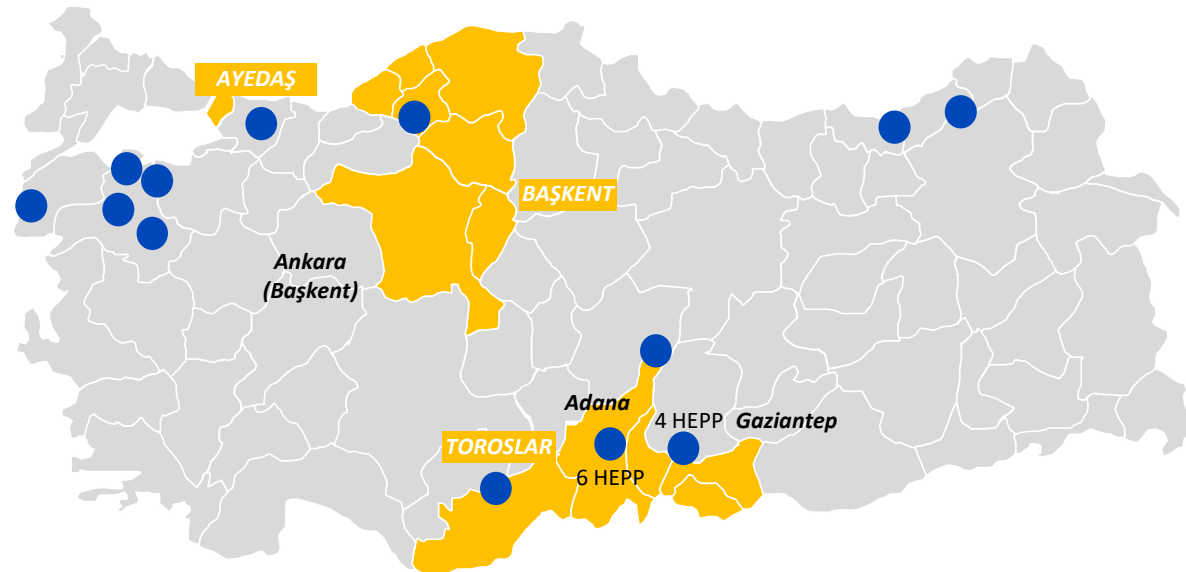 AYEDAŞ
BAŞKENT
Ankara
(Başkent)
Adana
4 HEPP
Gaziantep
TOROSLAR
6 HEPP